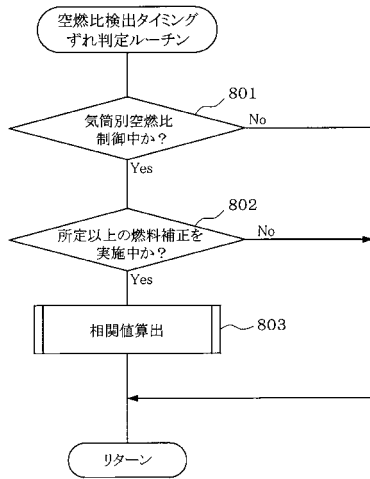 空燃比検出タイミング
ずれ判定ルーチン
801
気筒別空燃比
制御中か？
No
Yes
802
所定以上の燃料補正を
実施中か？
No
Yes
相関値算出
803
リターン